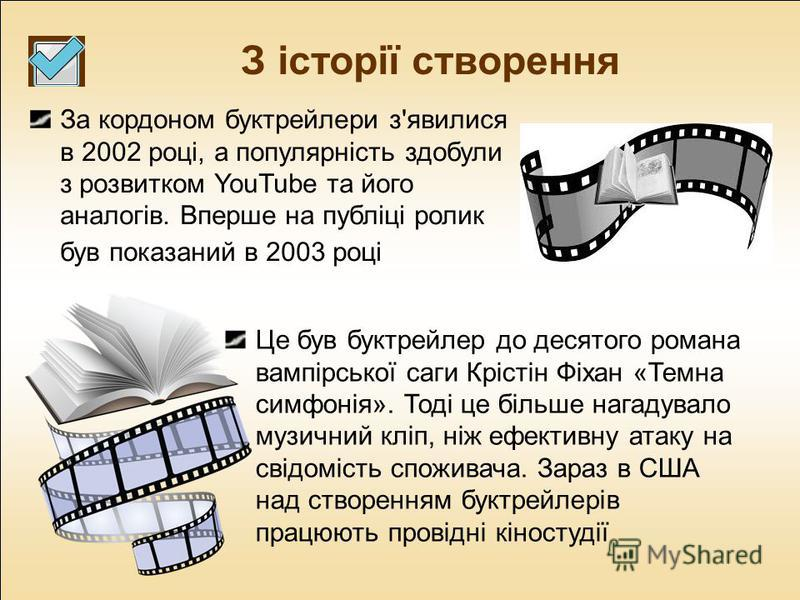 З історії створення
За кордоном буктрейлери з'явилися
в 2002 році, а популярність здобули
з розвитком YouTube та його
аналогів. Вперше на публіці ролик
був показаний в 2003 році
Це був буктрейлер до десятого романа
вампірської саги Крістін Фіхан «Темна
симфонія». Тоді це більше нагадувало
музичний кліп, ніж ефективну атаку на
свідомість споживача. Зараз в США
над створенням буктрейлерів
працюють провідні кіностудії
MyShared